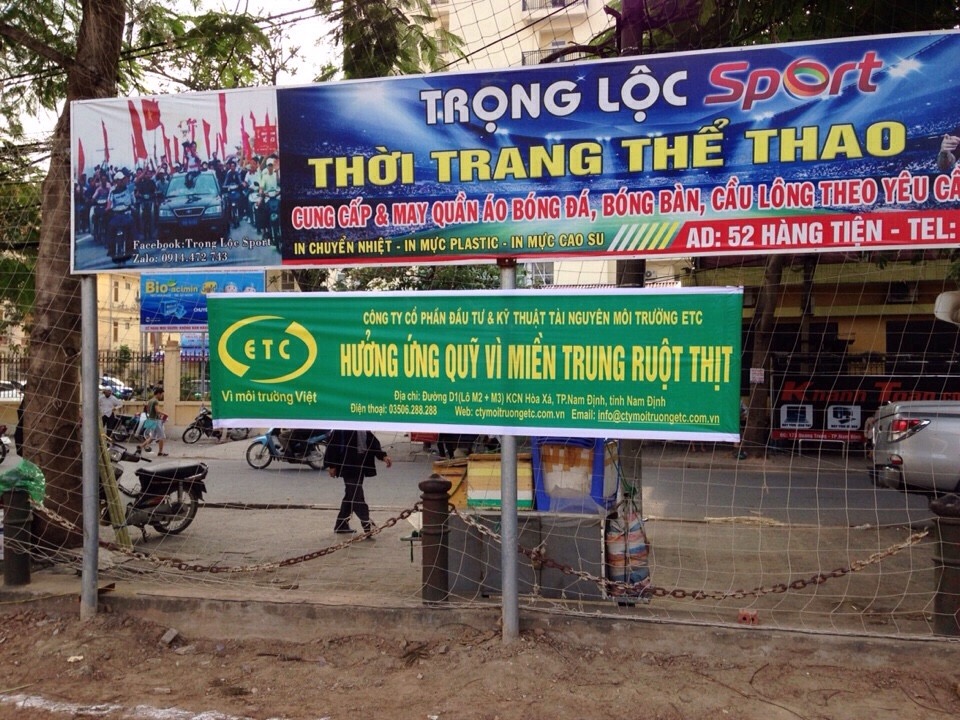 TRỌNG LỘC Sport
THỜI TRANG THỂ THAO
CUNG CẤP & MAY QUẦN ÁO BÓNG ĐÁ, BÓNG BÀN, CẦU LÔNG THEO YÊU CẦ
IN CHUYỂN NHIỆT - IN MỰC PLASTIC - IN MỰC CAO SU
AD: 52 HÀNG TIỆN - TEL:
Facebook:Trọng Lộc Sport
Zalo: 0914.472.743
ETC
Vì môi trường Việt
CÔNG TY CỔ PHẦN ĐẦU TƯ & KỸ THUẬT TÀI NGUYÊN MÔI TRƯỜNG ETC
HƯỞNG ỨNG QUỸ VÌ MIỀN TRUNG RUỘT THỊT
Địa chỉ: Đường D1(Lô M2 + M3) KCN Hòa Xá, TP.Nam Định, tỉnh Nam Định
Điện thoại: 03506.288.288 Web: ctymoitruongetc.com.vn Email: info@ctymoitruongetc.com.vn